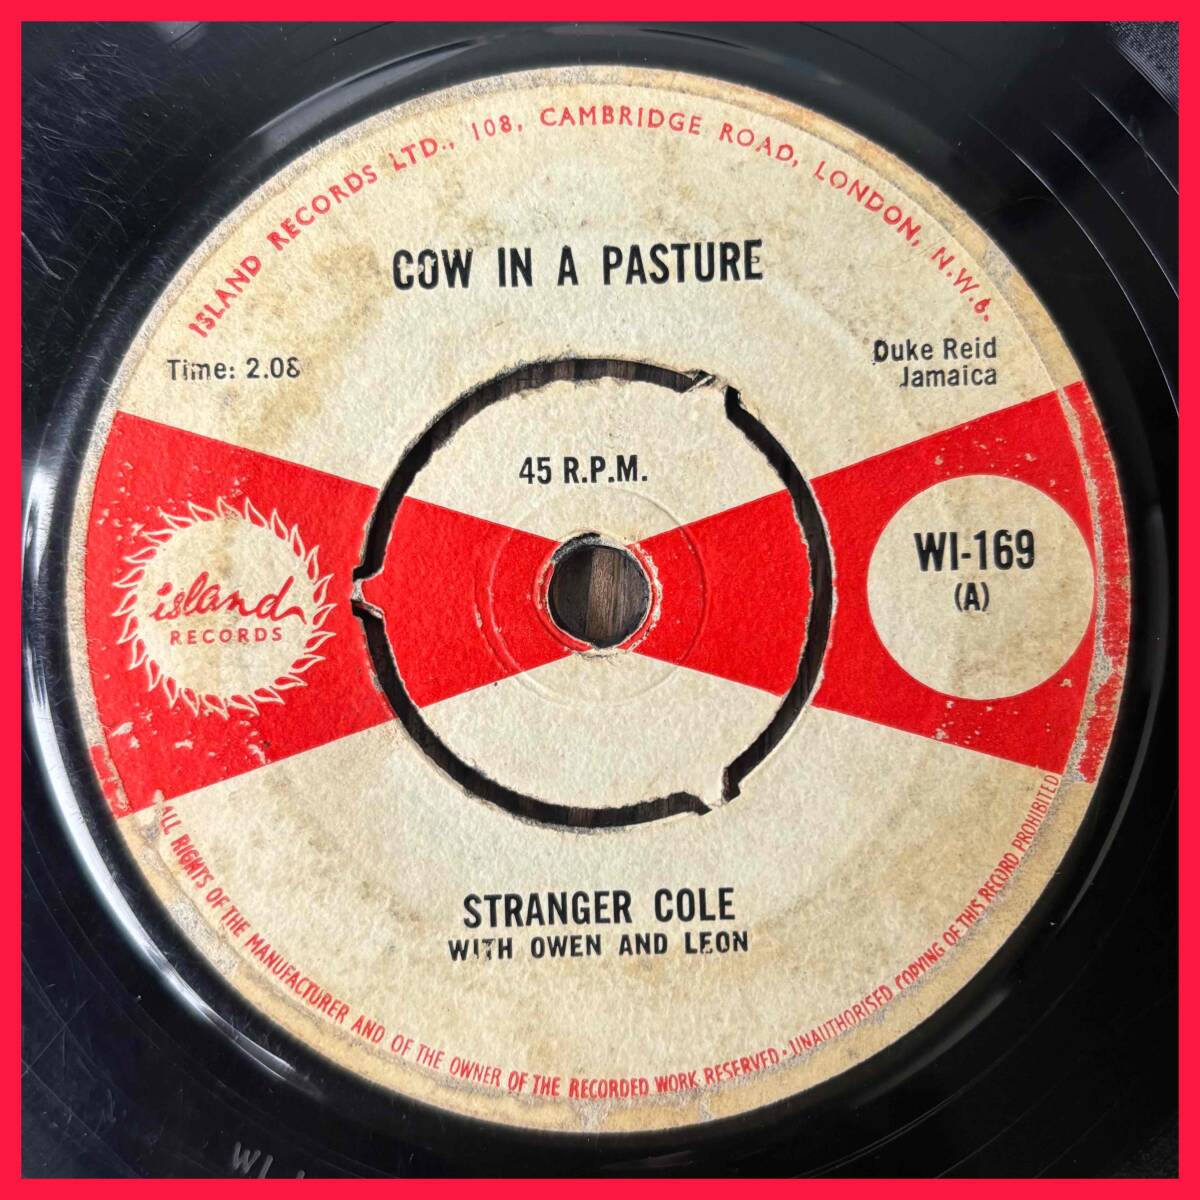 ISLAND RECORDS LTD., 108, CAMBRIDGE ROAD, LONDON, N.W.6.
COW IN A PASTURE
Time: 2.08
Duke Reid
Jamaica
45 R.P.M.
island
RECORDS
WI-169
(A)
STRANGER COLE
WITH OWEN AND LEON
ALL RIGHTS OF THE MANUFACTURER AND OF THE OWNER OF THE RECORDED WORK RESERVED · UNAUTHORISED COPYING OF THIS RECORD PROHIBITED